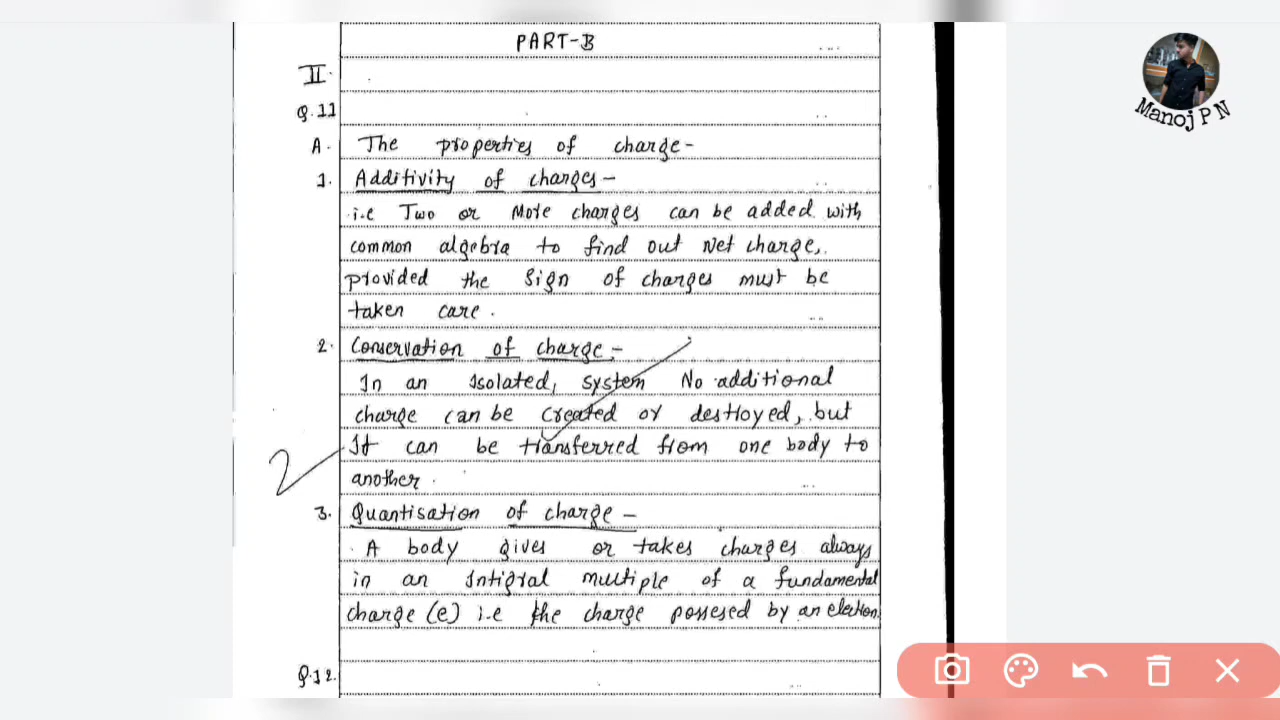 PART-B
II.
Q.11
A. The properties of charge-
1. Additivity of charges-
i.e Two or More charges can be added with
common algebra to find out Net charge,
provided the Sign of charges must be
taken care.
2. Conservation of charge,-
In an Isolated, system No additional
charge can be created or destroyed, but
It can be transferred from one body to
another.
2
3. Quantisation of charge-
A body gives or takes charges always
in an Intigral multiple of a fundamental
charge (e) i.e the charge possesed by an electron.
Q.12.
Manoj P N